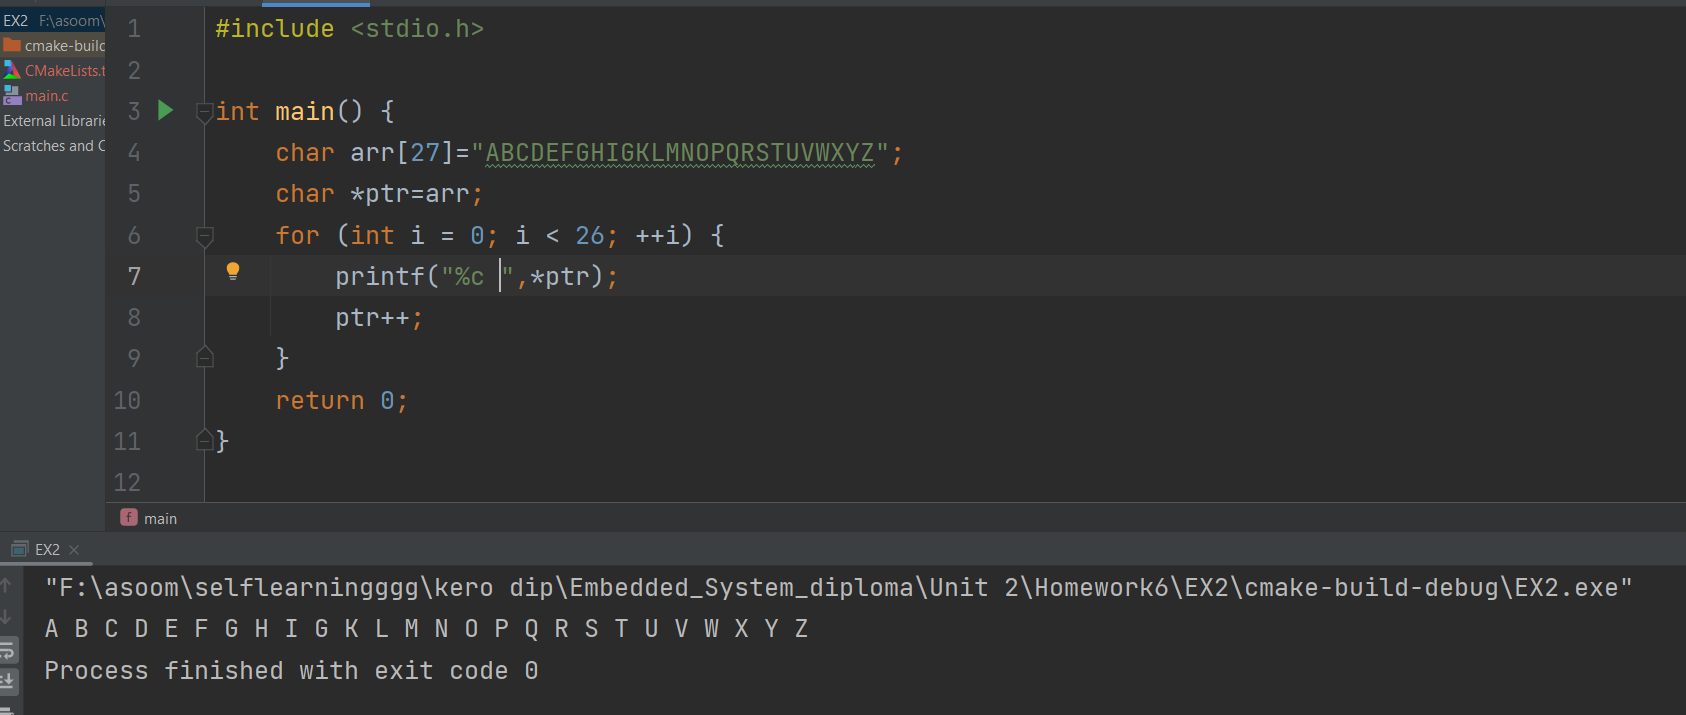 EX2 F:\asoom\
cmake-build
CMakeLists.t
main.c
External Librarie
Scratches and C
1 #include <stdio.h>
2
3 int main() {
4 char arr[27]="ABCDEFGHIGKLMNOPQRSTUVWXYZ";
5 char *ptr=arr;
6 for (int i = 0; i < 26; ++i) {
7 printf("%c ",*ptr);
8 ptr++;
9 }
10 return 0;
11 }
12
f main
EX2 ×
"F:\asoom\selflearningggg\kero dip\Embedded_System_diploma\Unit 2\Homework6\EX2\cmake-build-debug\EX2.exe"
A B C D E F G H I G K L M N O P Q R S T U V W X Y Z
Process finished with exit code 0